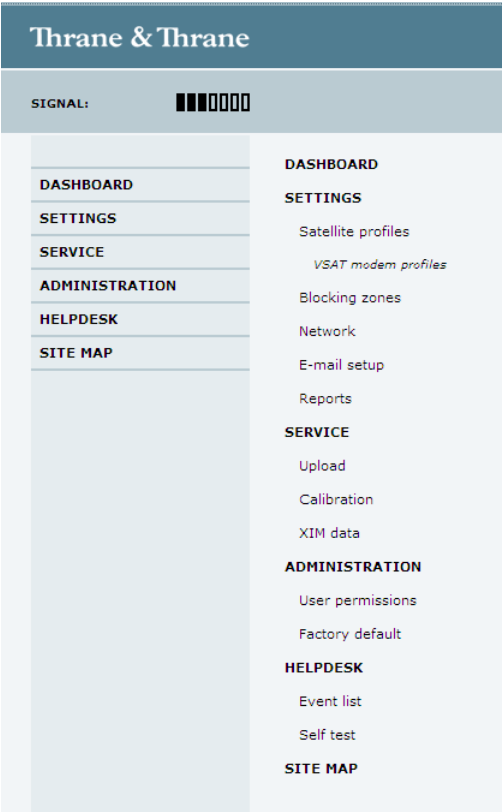 Thrane & Thrane
SIGNAL:
DASHBOARD
SETTINGS
SERVICE
ADMINISTRATION
HELPDESK
SITE MAP
DASHBOARD
SETTINGS
Satellite profiles
VSAT modem profiles
Blocking zones
Network
E-mail setup
Reports
SERVICE
Upload
Calibration
XIM data
ADMINISTRATION
User permissions
Factory default
HELPDESK
Event list
Self test
SITE MAP